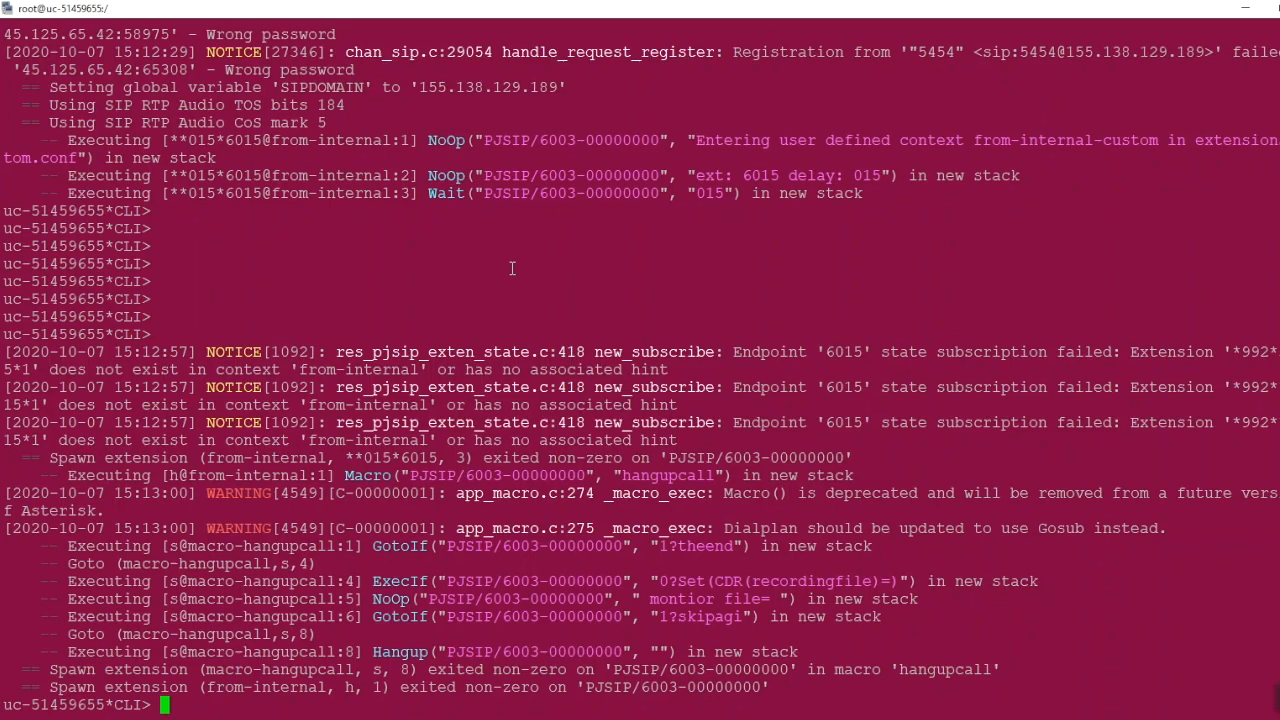 root@uc-51459655:/
45.125.65.42:58975' - Wrong password
[2020-10-07 15:12:29] NOTICE[27346]: chan_sip.c:29054 handle_request_register: Registration from '"5454" <sip:5454@155.138.129.189>' faile
'45.125.65.42:65308' - Wrong password
== Setting global variable 'SIPDOMAIN' to '155.138.129.189'
== Using SIP RTP Audio TOS bits 184
== Using SIP RTP Audio CoS mark 5
-- Executing [**015*6015@from-internal:1] NoOp("PJSIP/6003-00000000", "Entering user defined context from-internal-custom in extension
tom.conf") in new stack
-- Executing [**015*6015@from-internal:2] NoOp("PJSIP/6003-00000000", "ext: 6015 delay: 015") in new stack
-- Executing [**015*6015@from-internal:3] Wait("PJSIP/6003-00000000", "015") in new stack
uc-51459655*CLI>
uc-51459655*CLI>
uc-51459655*CLI>
uc-51459655*CLI>
uc-51459655*CLI>
uc-51459655*CLI>
uc-51459655*CLI>
uc-51459655*CLI>
[2020-10-07 15:12:57] NOTICE[1092]: res_pjsip_exten_state.c:418 new_subscribe: Endpoint '6015' state subscription failed: Extension '*992*
5*1' does not exist in context 'from-internal' or has no associated hint
[2020-10-07 15:12:57] NOTICE[1092]: res_pjsip_exten_state.c:418 new_subscribe: Endpoint '6015' state subscription failed: Extension '*992*
15*1' does not exist in context 'from-internal' or has no associated hint
[2020-10-07 15:12:57] NOTICE[1092]: res_pjsip_exten_state.c:418 new_subscribe: Endpoint '6015' state subscription failed: Extension '*992*
15*1' does not exist in context 'from-internal' or has no associated hint
== Spawn extension (from-internal, **015*6015, 3) exited non-zero on 'PJSIP/6003-00000000'
-- Executing [h@from-internal:1] Macro("PJSIP/6003-00000000", "hangupcall") in new stack
[2020-10-07 15:13:00] WARNING[4549][C-00000001]: app_macro.c:274 _macro_exec: Macro() is deprecated and will be removed from a future vers
f Asterisk.
[2020-10-07 15:13:00] WARNING[4549][C-00000001]: app_macro.c:275 _macro_exec: Dialplan should be updated to use Gosub instead.
-- Executing [s@macro-hangupcall:1] GotoIf("PJSIP/6003-00000000", "1?theend") in new stack
-- Goto (macro-hangupcall,s,4)
-- Executing [s@macro-hangupcall:4] ExecIf("PJSIP/6003-00000000", "0?Set(CDR(recordingfile)=)") in new stack
-- Executing [s@macro-hangupcall:5] NoOp("PJSIP/6003-00000000", " montior file= ") in new stack
-- Executing [s@macro-hangupcall:6] GotoIf("PJSIP/6003-00000000", "1?skipagi") in new stack
-- Goto (macro-hangupcall,s,8)
-- Executing [s@macro-hangupcall:8] Hangup("PJSIP/6003-00000000", "") in new stack
== Spawn extension (macro-hangupcall, s, 8) exited non-zero on 'PJSIP/6003-00000000' in macro 'hangupcall'
== Spawn extension (from-internal, h, 1) exited non-zero on 'PJSIP/6003-00000000'
uc-51459655*CLI>